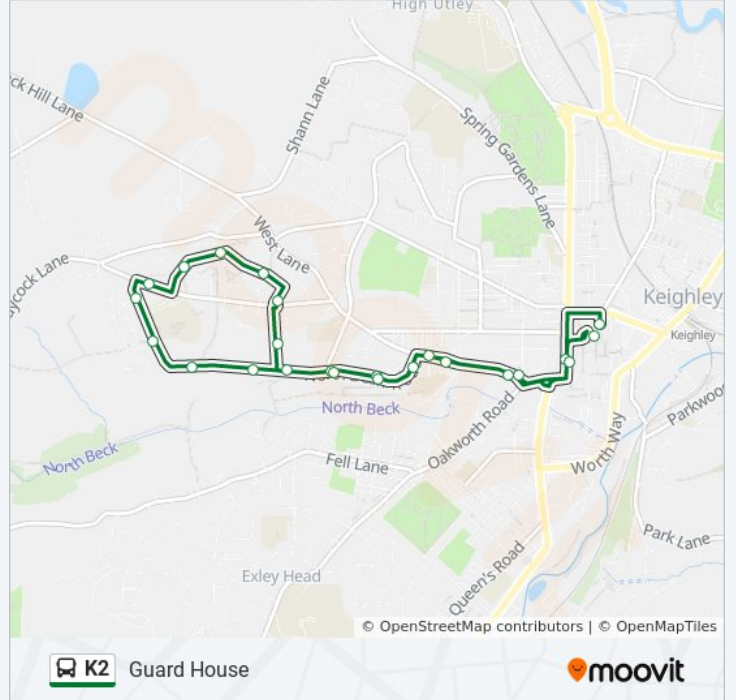 High Utley
ck Hill Lane
Shann Lane
Spring Gardens Lane
West Lane
ycock Lane
Keighley
Keighley
North Beck
Oakworth Road
Parkwoo
North Beck
Fell Lane
Worth Way
Park Lane
Exley Head
Queen's Road
© OpenStreetMap contributors | © OpenMapTiles
K2 Guard House
moovit